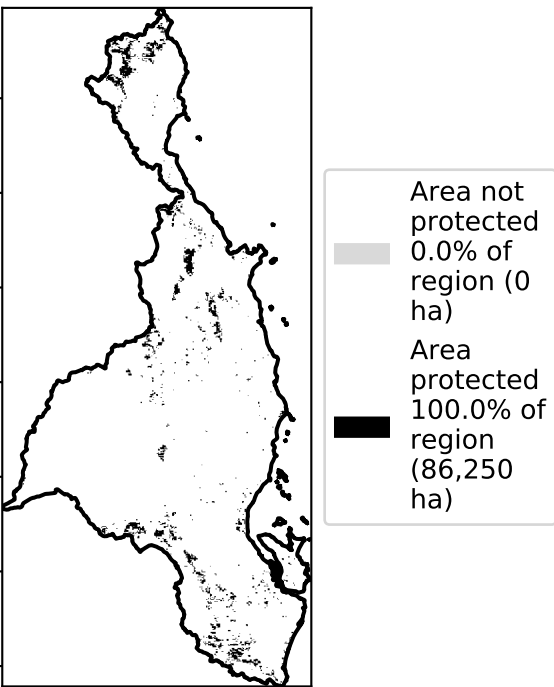 Area not
protected
0.0% of
region (0
ha)
Area
protected
100.0% of
region
(86,250
ha)